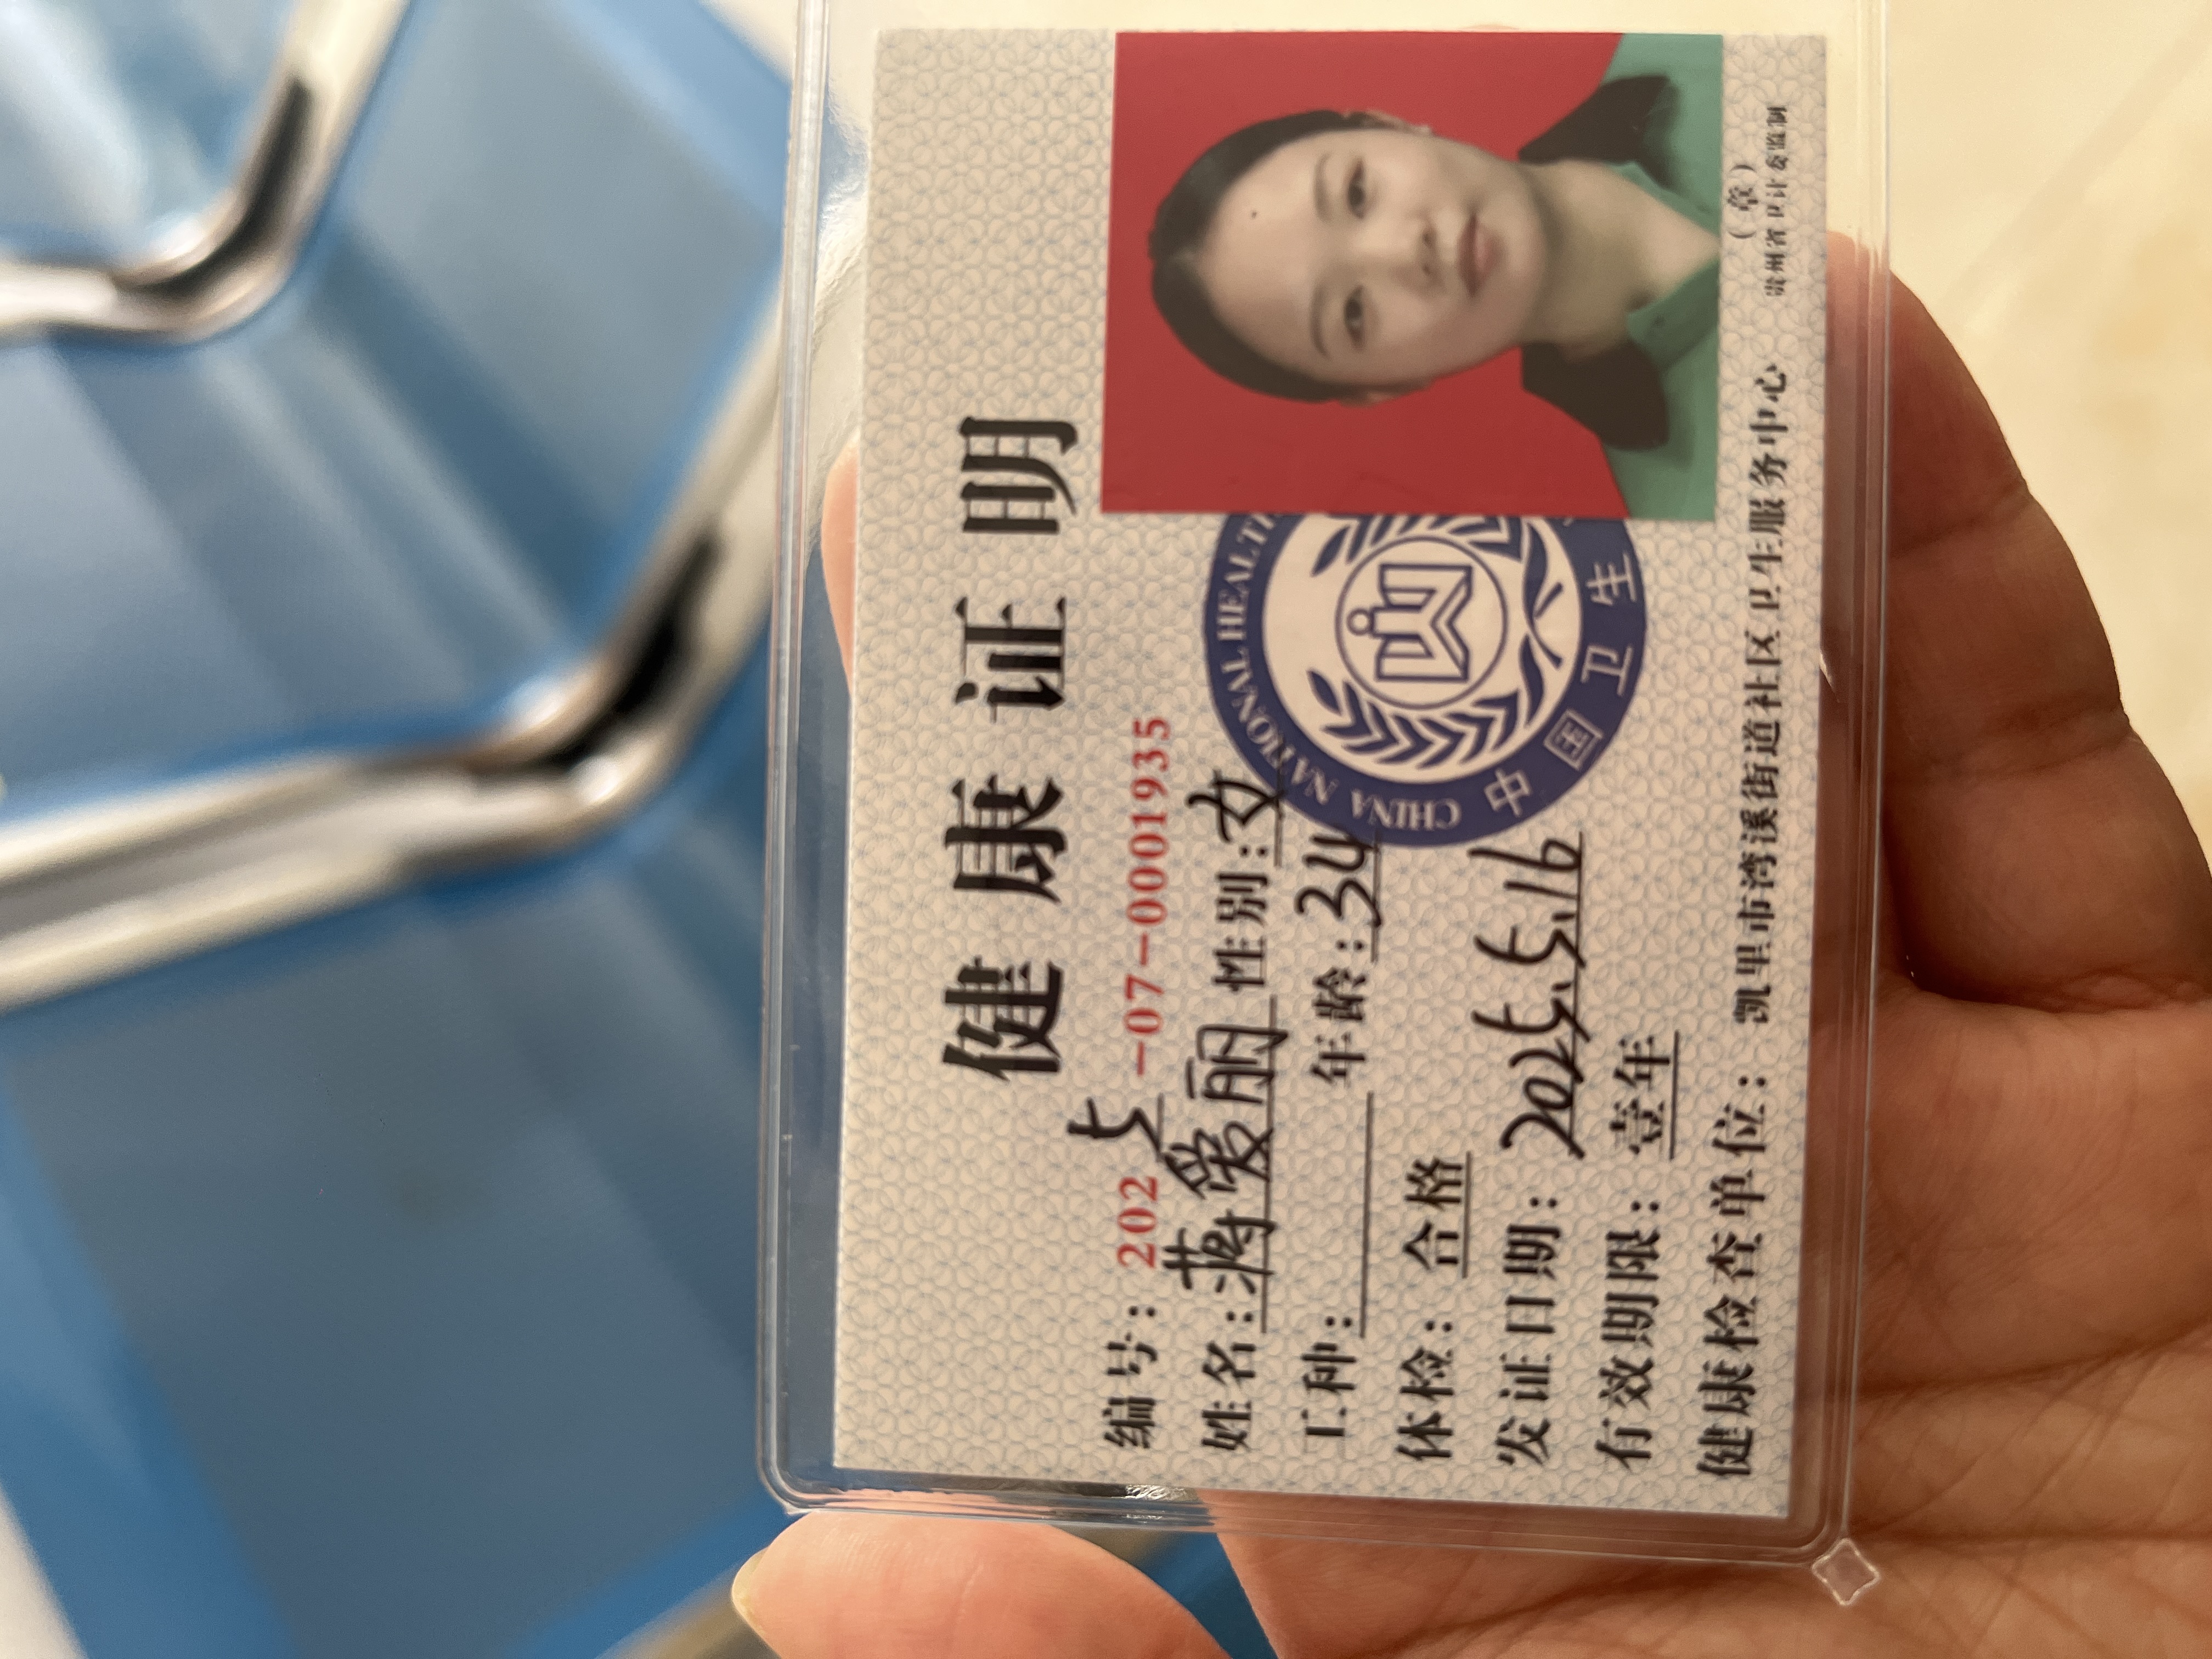 健康证明
编号：2025-07-0001935
姓名：蒋爱丽 性别：女
工种： 年龄：34
体检：合格
发证日期：2025.5.16
有效期限：壹年
健康检查单位：凯里市湾溪街道社区卫生服务中心
（章）
贵州省卫计委监制
CHINA NATIONAL HEALTH
中国卫生